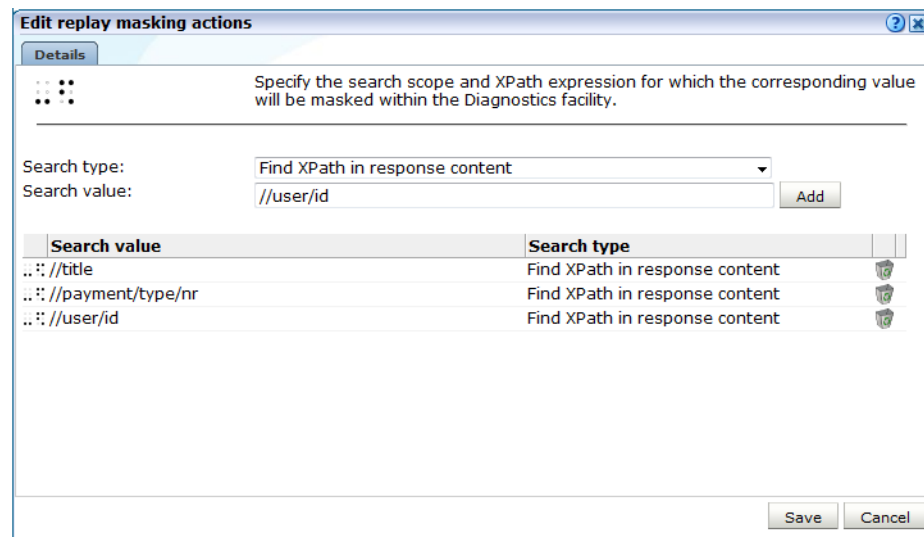 Edit replay masking actions
Details
Specify the search scope and XPath expression for which the corresponding value
will be masked within the Diagnostics facility.
Search type: Find XPath in response content
Search value: //user/id Add
Search value Search type
//title Find XPath in response content
//payment/type/nr Find XPath in response content
//user/id Find XPath in response content
Save Cancel